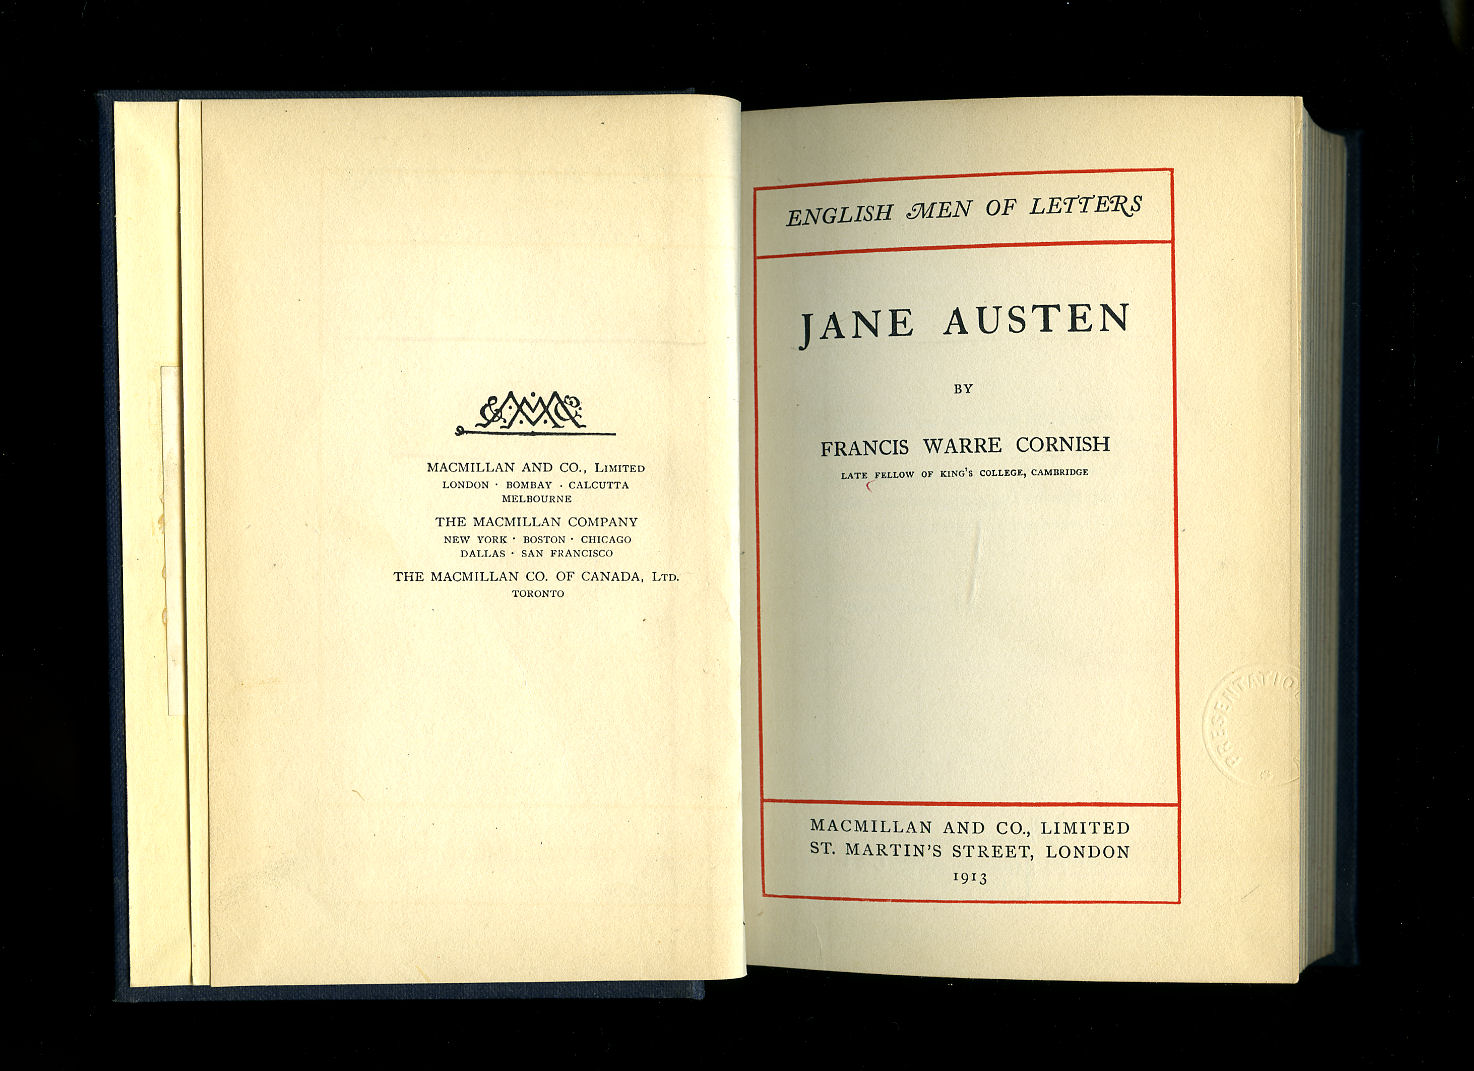 MACMILLAN AND CO., LIMITED
LONDON · BOMBAY · CALCUTTA
MELBOURNE
THE MACMILLAN COMPANY
NEW YORK · BOSTON · CHICAGO
DALLAS · SAN FRANCISCO
THE MACMILLAN CO. OF CANADA, LTD.
TORONTO
ENGLISH MEN OF LETTERS
JANE AUSTEN
BY
FRANCIS WARRE CORNISH
LATE FELLOW OF KING'S COLLEGE, CAMBRIDGE
PRESENTATIO
MACMILLAN AND CO., LIMITED
ST. MARTIN'S STREET, LONDON
1913